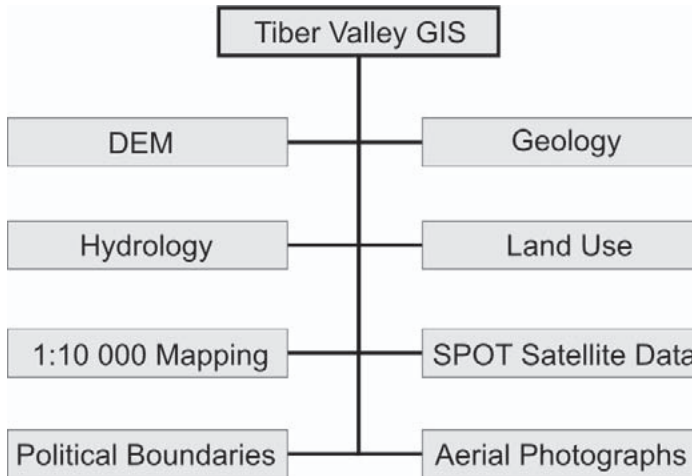 Tiber Valley GIS
DEM
Geology
Hydrology
Land Use
1:10 000 Mapping
SPOT Satellite Data
Political Boundaries
Aerial Photographs